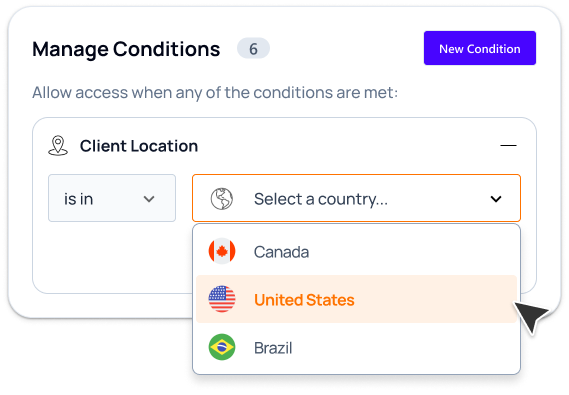 Manage Conditions 6
New Condition
Allow access when any of the conditions are met:
Client Location
is in
Select a country...
Canada
United States
Brazil